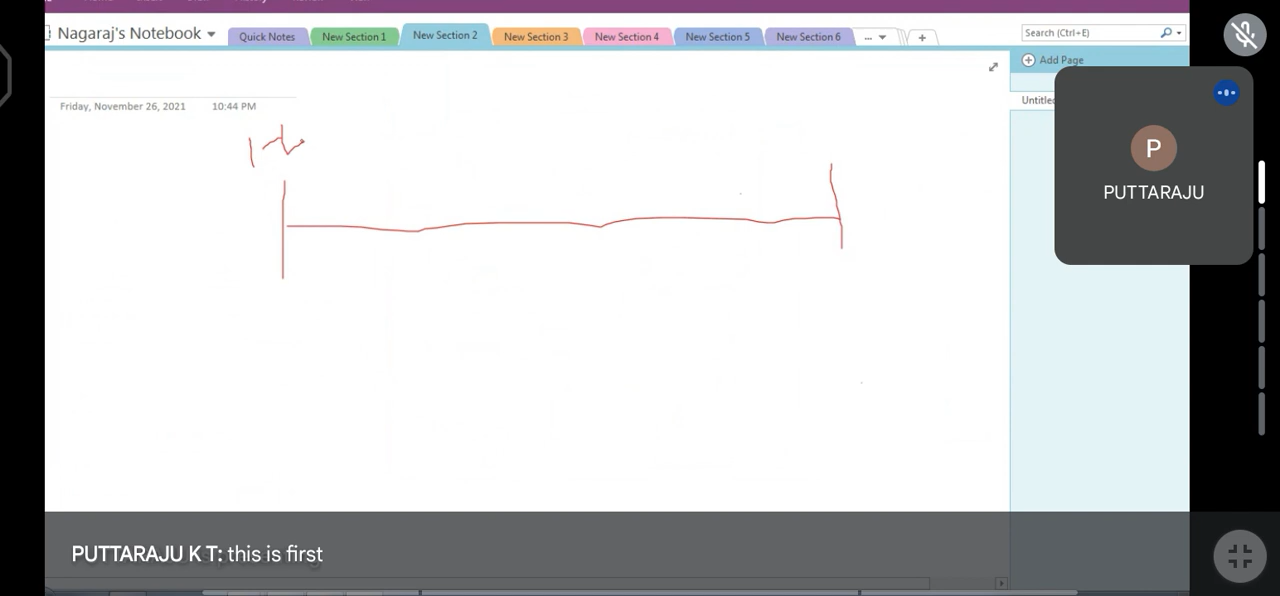 Nagaraj's Notebook
Quick Notes
New Section 1
New Section 2
New Section 3
New Section 4
New Section 5
New Section 6
...
Search (Ctrl+E)
Add Page
Friday, November 26, 2021 10:44 PM
P
PUTTARAJU
PUTTARAJU K T: this is first